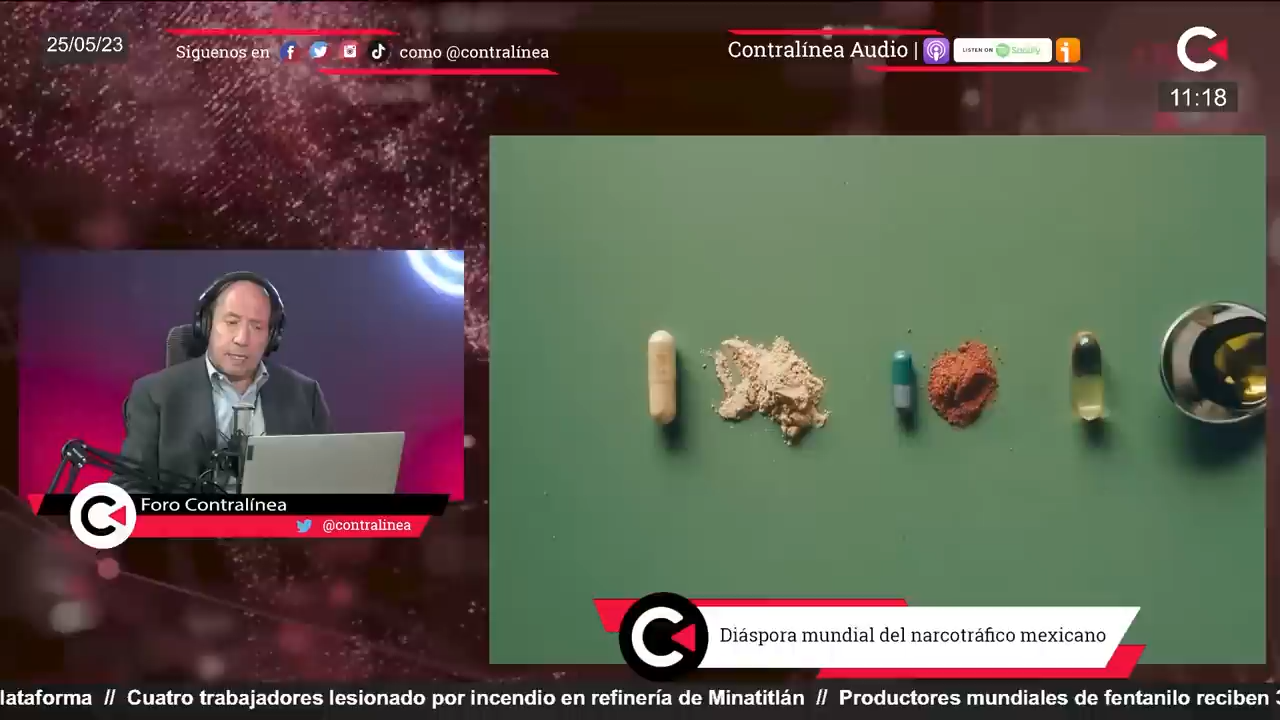 25/05/23
Síguenos en como @contralínea
Contralínea Audio |
LISTEN ON Spotify
11:18
Foro Contralínea
@contralinea
Diáspora mundial del narcotráfico mexicano
lataforma // Cuatro trabajadores lesionado por incendio en refinería de Minatitlán // Productores mundiales de fentanilo reciben